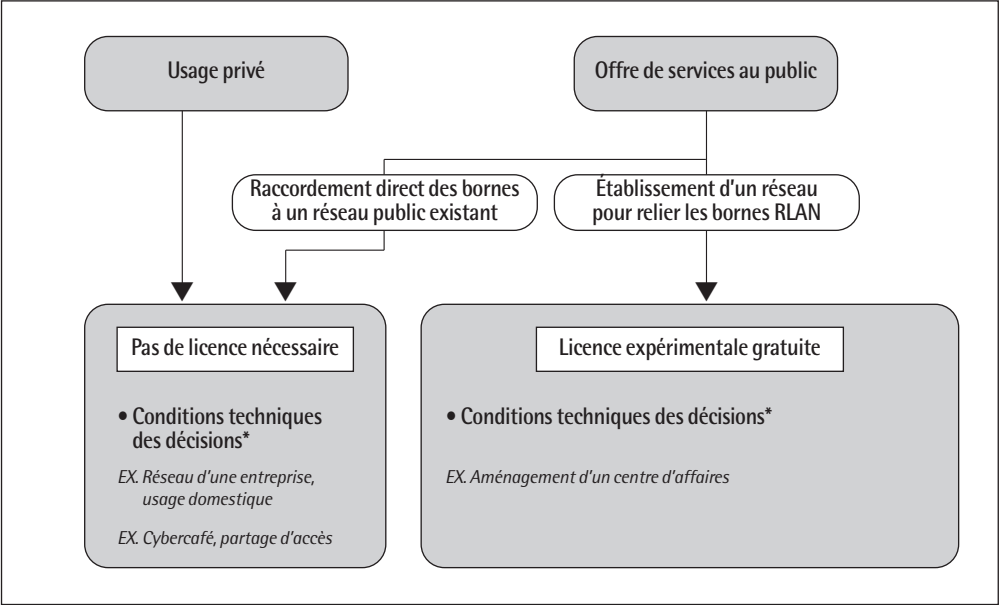 Usage privé
Offre de services au public
Raccordement direct des bornes
à un réseau public existant
Établissement d'un réseau
pour relier les bornes RLAN
Pas de licence nécessaire
• Conditions techniques
des décisions*
EX. Réseau d'une entreprise,
usage domestique
EX. Cybercafé, partage d'accès
Licence expérimentale gratuite
• Conditions techniques des décisions*
EX. Aménagement d'un centre d'affaires